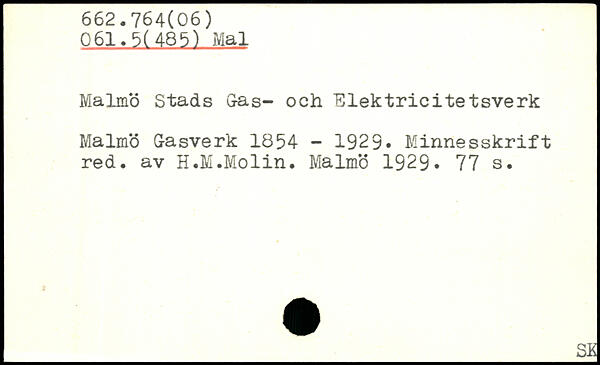 662.764(06)
061.5(485) Mal
Malmö Stads Gas- och Elektricitetsverk
Malmö Gasverk 1854 - 1929. Minnesskrift
red. av H.M.Molin. Malmö 1929. 77 s.
SK